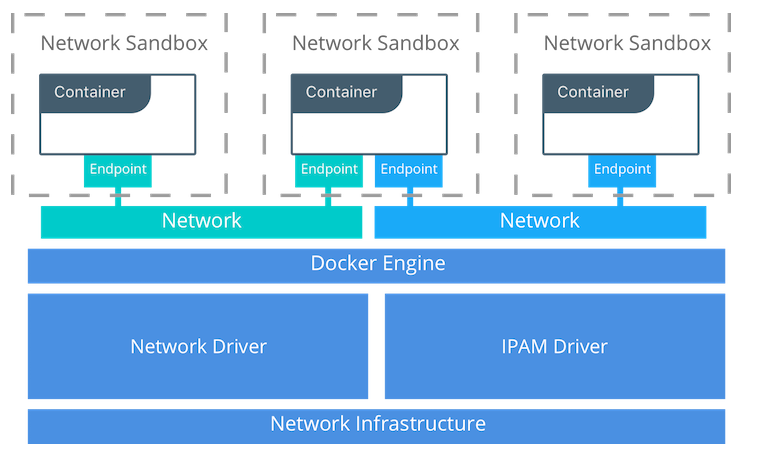 Network Sandbox
Network Sandbox
Network Sandbox
Container
Container
Container
Endpoint
Endpoint
Endpoint
Endpoint
Network
Network
Docker Engine
Network Driver
IPAM Driver
Network Infrastructure